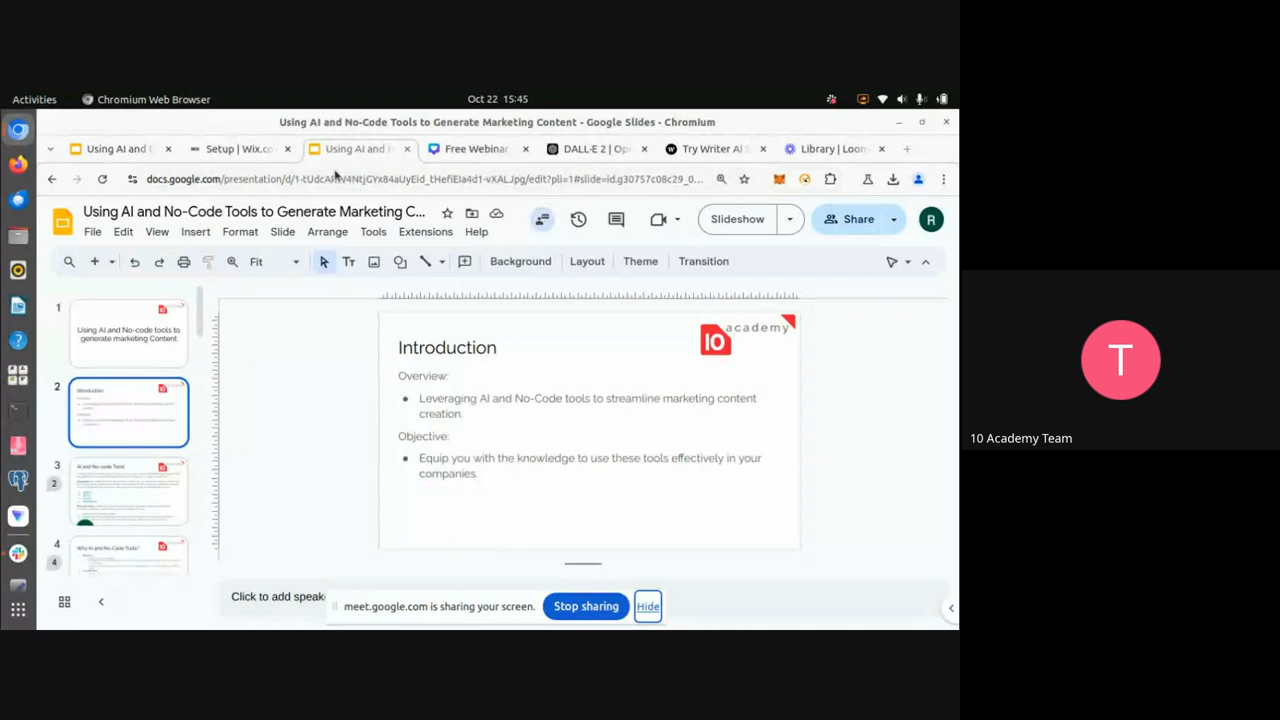 Activities
Chromium Web Browser
Oct 22 15:45
Using AI and No-Code Tools to Generate Marketing Content - Google Slides - Chromium
Using AI and
Setup | Wix.co
Using AI and
Free Webinar
DALL·E 2 | Op
Try Writer AI S
Library | Loom
Slideshow
Share
R
Using AI and No-Code Tools to Generate Marketing C...
File Edit View Insert Format Slide Arrange Tools Extensions Help
Fit
Background Layout Theme Transition
1
Using AI and No-code tools to
generate marketing Content
2
Introduction
3
AI and No-code Tools
2
4
Why AI and No-Code Tools?
4
10 academy
Introduction
Overview:
● Leveraging AI and No-Code tools to streamline marketing content
creation.
Objective:
● Equip you with the knowledge to use these tools effectively in your
companies.
Click to add speake
meet.google.com is sharing your screen.
Stop sharing
Hide
T
10 Academy Team